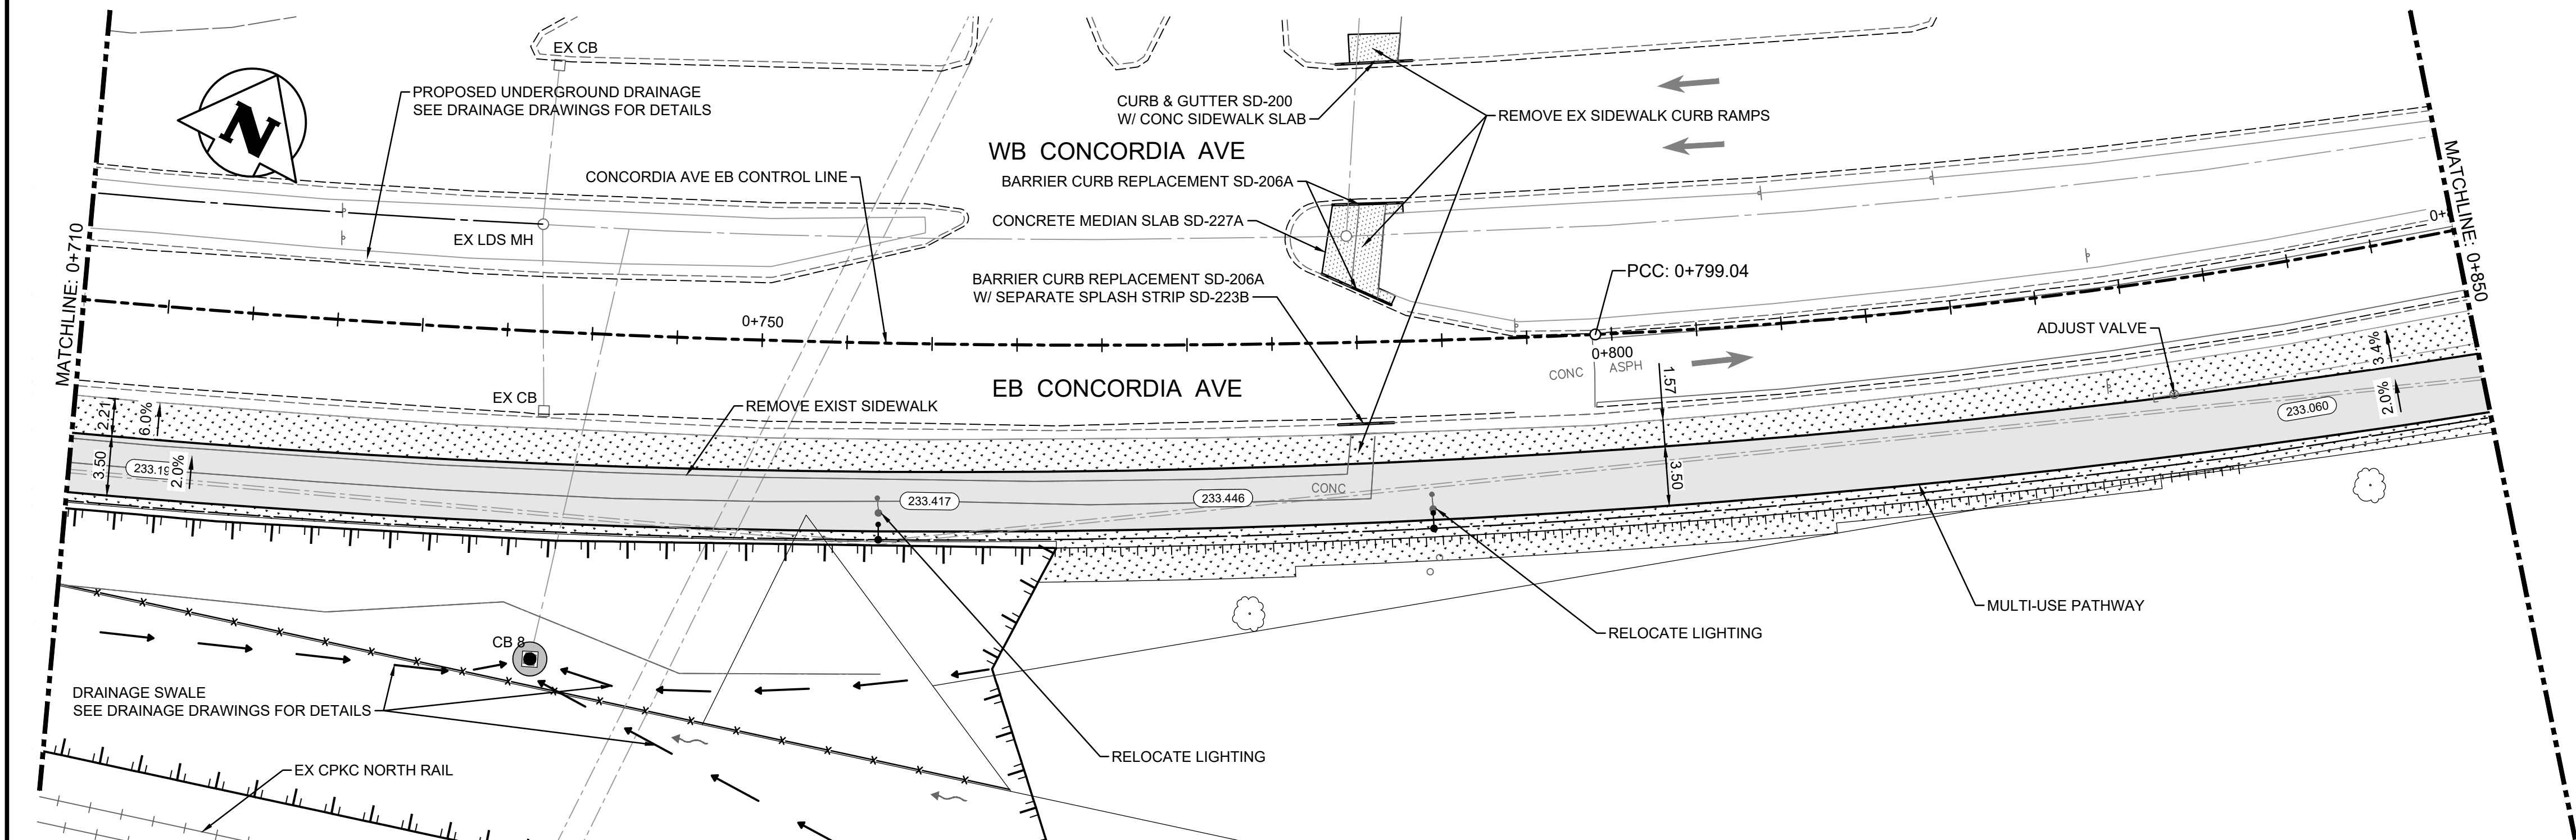 EX CB
PROPOSED UNDERGROUND DRAINAGE
SEE DRAINAGE DRAWINGS FOR DETAILS
N
CURB & GUTTER SD-200
W/ CONC SIDEWALK SLAB
REMOVE EX SIDEWALK CURB RAMPS
WB CONCORDIA AVE
CONCORDIA AVE EB CONTROL LINE
BARRIER CURB REPLACEMENT SD-206A
CONCRETE MEDIAN SLAB SD-227A
EX LDS MH
MATCHLINE: 0+710
MATCHLINE: 0+850
BARRIER CURB REPLACEMENT SD-206A
W/ SEPARATE SPLASH STRIP SD-223B
PCC: 0+799.04
0+750
0+800
ADJUST VALVE
CONC
ASPH
EB CONCORDIA AVE
EX CB
REMOVE EXIST SIDEWALK
1.57
3.4%
2.0%
2.21
6.0%
3.50
2.0%
233.417
233.446
CONC
3.50
233.060
MULTI-USE PATHWAY
RELOCATE LIGHTING
CB 8
DRAINAGE SWALE
SEE DRAINAGE DRAWINGS FOR DETAILS
RELOCATE LIGHTING
EX CPKC NORTH RAIL